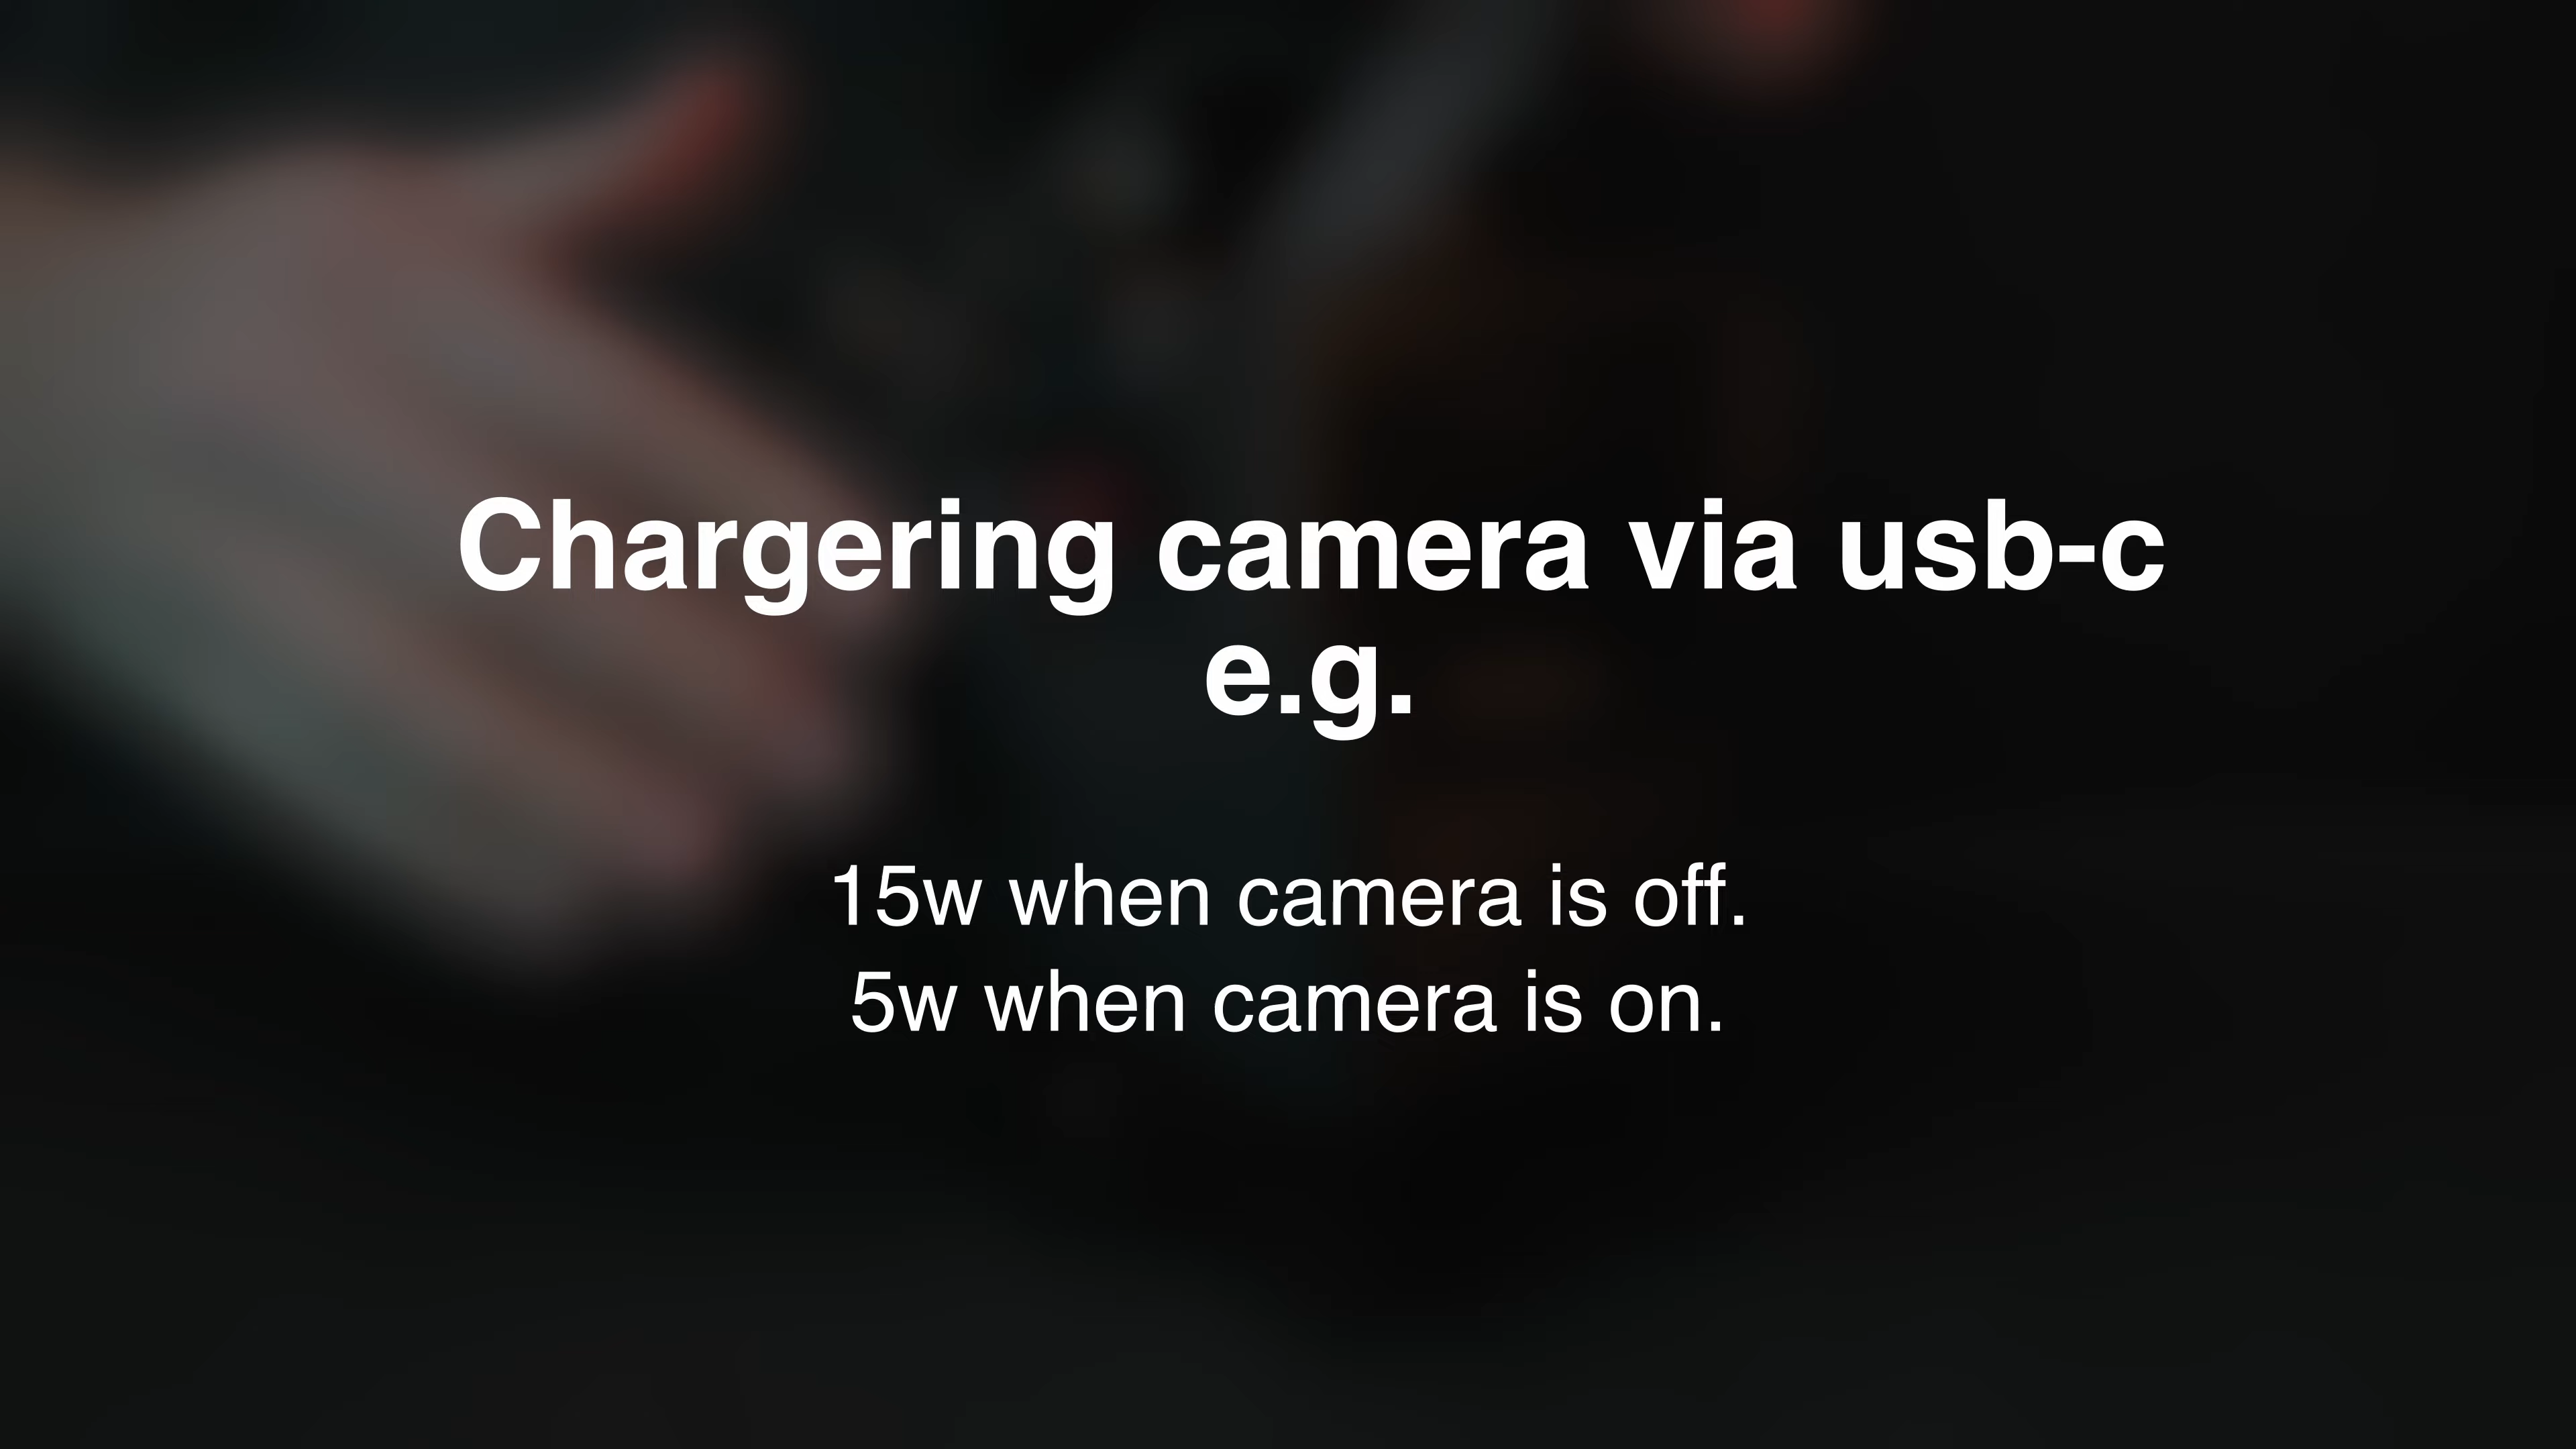 Chargering camera via usb-c
e.g.
15w when camera is off.
5w when camera is on.